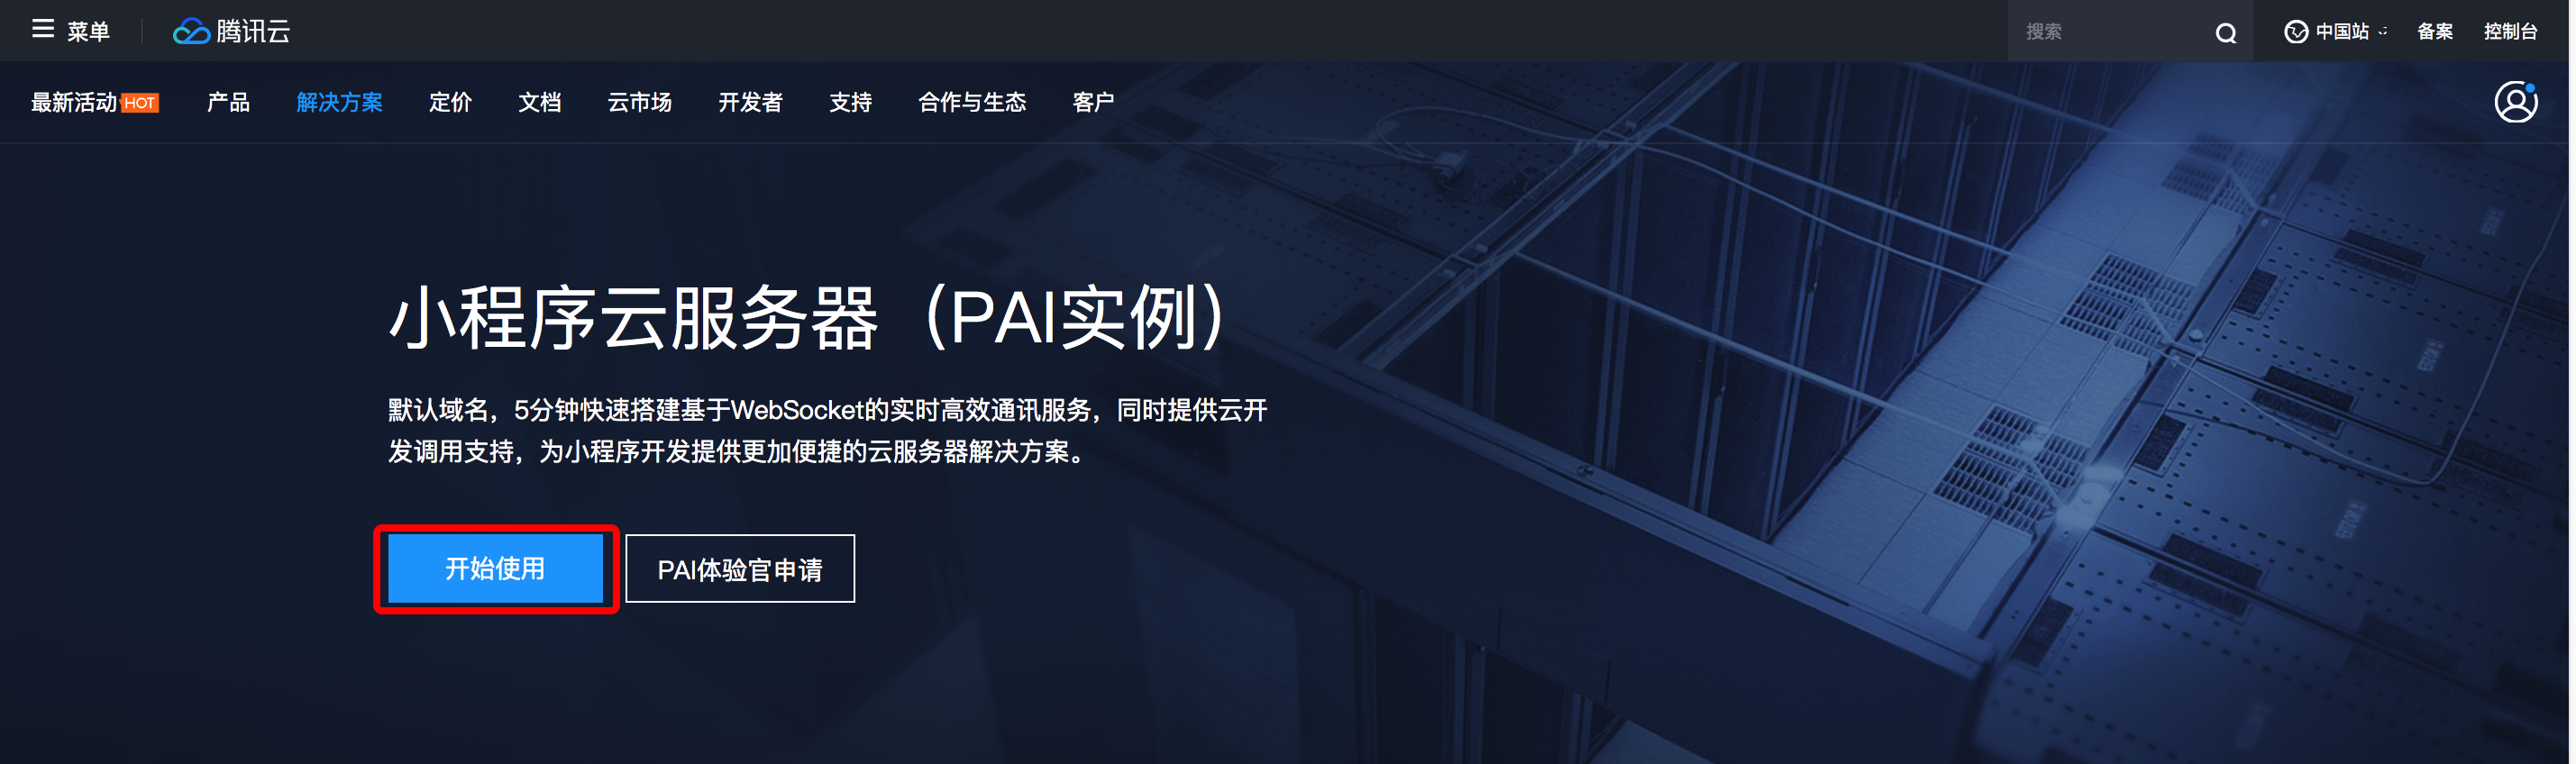 菜单
腾讯云
搜索
中国站
备案
控制台
最新活动 HOT 产品 解决方案 定价 文档 云市场 开发者 支持 合作与生态 客户
小程序云服务器（PAI实例）
默认域名，5分钟快速搭建基于WebSocket的实时高效通讯服务，同时提供云开
发调用支持，为小程序开发提供更加便捷的云服务器解决方案。
开始使用
PAI体验官申请